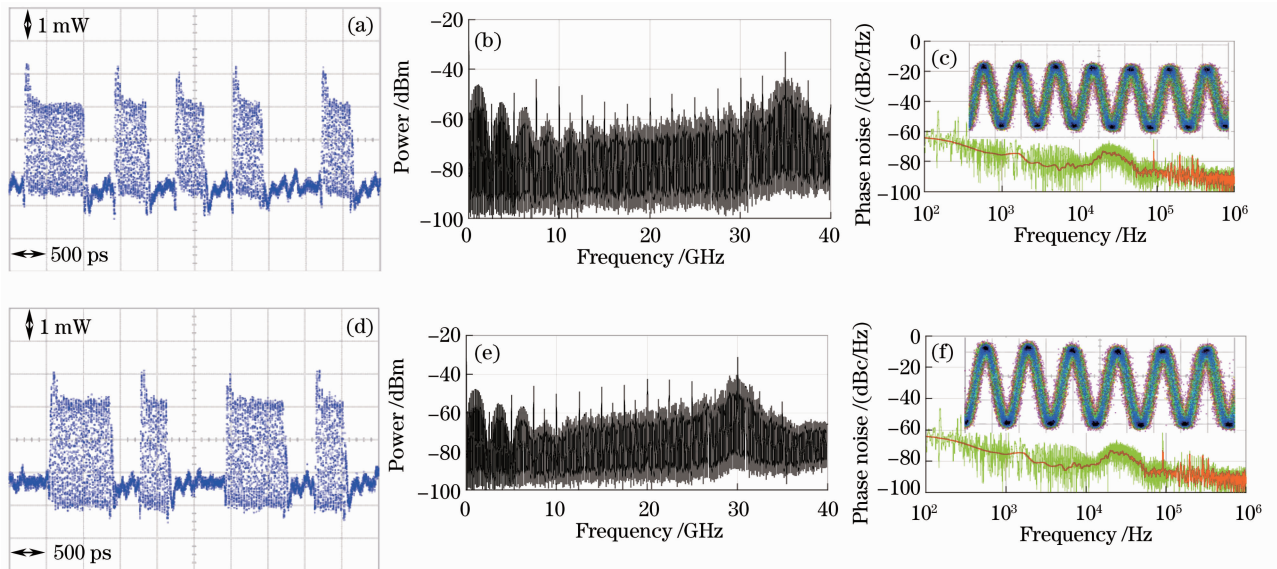 1 mW
(a)
500 ps
(b)
Power /dBm
−20
−40
−60
−80
−100
0
10
20
30
40
Frequency /GHz
(c)
Phase noise /(dBc/Hz)
0
−20
−40
−60
−80
−100
10²
10³
10⁴
10⁵
10⁶
Frequency /Hz
1 mW
(d)
500 ps
(e)
Power /dBm
−20
−40
−60
−80
−100
0
10
20
30
40
Frequency /GHz
(f)
Phase noise /(dBc/Hz)
0
−20
−40
−60
−80
−100
10²
10³
10⁴
10⁵
10⁶
Frequency /Hz